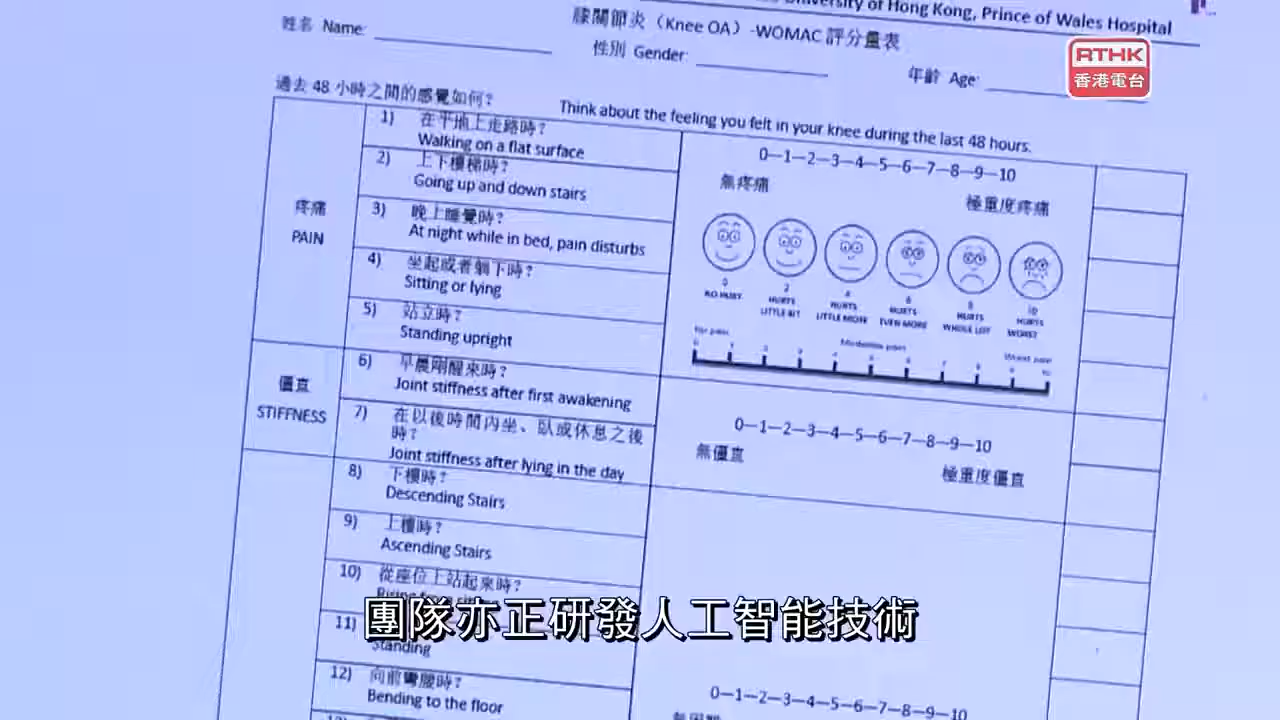 University of Hong Kong, Prince of Wales Hospital
膝關節炎（Knee OA）-WOMAC 評分量表
姓名 Name:
性別 Gender:
年齡 Age:
RTHK
香港電台
過去 48 小時之間的感覺如何？
Think about the feeling you felt in your knee during the last 48 hours.
疼痛
PAIN
1) 在平地上走路時？
Walking on a flat surface
2) 上下樓梯時？
Going up and down stairs
3) 晚上睡覺時？
At night while in bed, pain disturbs
4) 坐起或者躺下時？
Sitting or lying
5) 站立時？
Standing upright
0—1—2—3—4—5—6—7—8—9—10
無疼痛
極重度疼痛
0 2 4 6 8 10
NO HURT
HURTS LITTLE BIT
HURTS LITTLE MORE
HURTS EVEN MORE
HURTS WHOLE LOT
HURTS WORST
No pain
Moderate pain
Worst pain
僵直
STIFFNESS
6) 早晨剛醒來時？
Joint stiffness after first awakening
7) 在以後時間內坐、臥或休息之後
時？
Joint stiffness after lying in the day
0—1—2—3—4—5—6—7—8—9—10
無僵直
極重度僵直
8) 下樓時？
Descending Stairs
9) 上樓時？
Ascending Stairs
10) 從座位上站起來時？
11)
Standing
12) 向前彎腰時？
Bending to the floor
0—1—2—3—4—5—6—7—8—9—10
團隊亦正研發人工智能技術